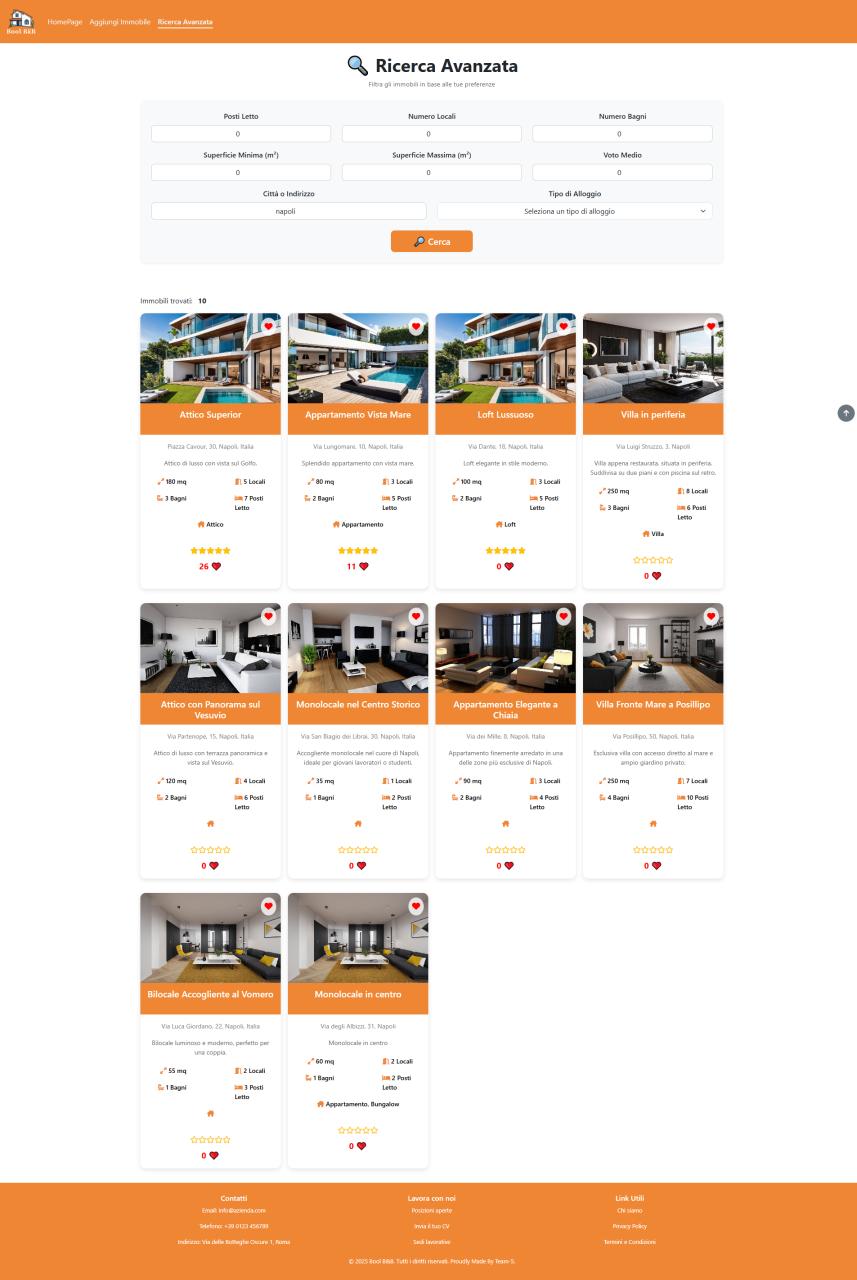 Bool B&B
HomePage Aggiungi Immobile Ricerca Avanzata
Ricerca Avanzata
Filtra gli immobili in base alle tue preferenze
Posti Letto Numero Locali Numero Bagni
0 0 0
Superficie Minima (m²) Superficie Massima (m²) Voto Medio
0 0 0
Città o Indirizzo Tipo di Alloggio
napoli Seleziona un tipo di alloggio
Cerca
Immobili trovati: 10
Attico Superior
Piazza Cavour, 30, Napoli, Italia
Attico di lusso con vista sul Golfo.
180 mq 5 Locali
3 Bagni 7 Posti
Letto
Attico
26
Appartamento Vista Mare
Via Lungomare, 10, Napoli, Italia
Splendido appartamento con vista mare.
80 mq 3 Locali
2 Bagni 5 Posti
Letto
Appartamento
11
Loft Lussuoso
Via Dante, 18, Napoli, Italia
Loft elegante in stile moderno.
100 mq 3 Locali
2 Bagni 5 Posti
Letto
Loft
0
Villa in periferia
Via Luigi Struzzo, 3, Napoli
Villa appena restaurata, situata in periferia.
Suddivisa su due piani e con piscina sul retro.
250 mq 8 Locali
3 Bagni 6 Posti
Letto
Villa
0
Attico con Panorama sul
Vesuvio
Via Partenope, 15, Napoli, Italia
Attico di lusso con terrazza panoramica e
vista sul Vesuvio.
120 mq 4 Locali
2 Bagni 6 Posti
Letto
0
Monolocale nel Centro Storico
Via San Biagio dei Librai, 30, Napoli, Italia
Accogliente monolocale nel cuore di Napoli,
ideale per giovani lavoratori o studenti.
35 mq 1 Locali
1 Bagni 2 Posti
Letto
0
Appartamento Elegante a
Chiaia
Via dei Mille, 8, Napoli, Italia
Appartamento finemente arredato in una
delle zone più esclusive di Napoli.
90 mq 3 Locali
2 Bagni 4 Posti
Letto
0
Villa Fronte Mare a Posillipo
Via Posillipo, 50, Napoli, Italia
Esclusiva villa con accesso diretto al mare e
ampio giardino privato.
250 mq 7 Locali
4 Bagni 10 Posti
Letto
0
Bilocale Accogliente al Vomero
Via Luca Giordano, 22, Napoli, Italia
Bilocale luminoso e moderno, perfetto per
una coppia.
55 mq 2 Locali
1 Bagni 3 Posti
Letto
0
Monolocale in centro
Via degli Albizzi, 31, Napoli
Monolocale in centro .
60 mq 2 Locali
1 Bagni 2 Posti
Letto
Appartamento, Bungalow
0
Contatti
Email: info@azienda.com
Telefono: +39 0123 456789
Indirizzo: Via delle Botteghe Oscure 1, Roma
Lavora con noi
Posizioni aperte
Invia il tuo CV
Sedi lavorative
Link Utili
Chi siamo
Privacy Policy
Termini e Condizioni
© 2025 Bool B&B. Tutti i diritti riservati. Proudly Made By Team-5.